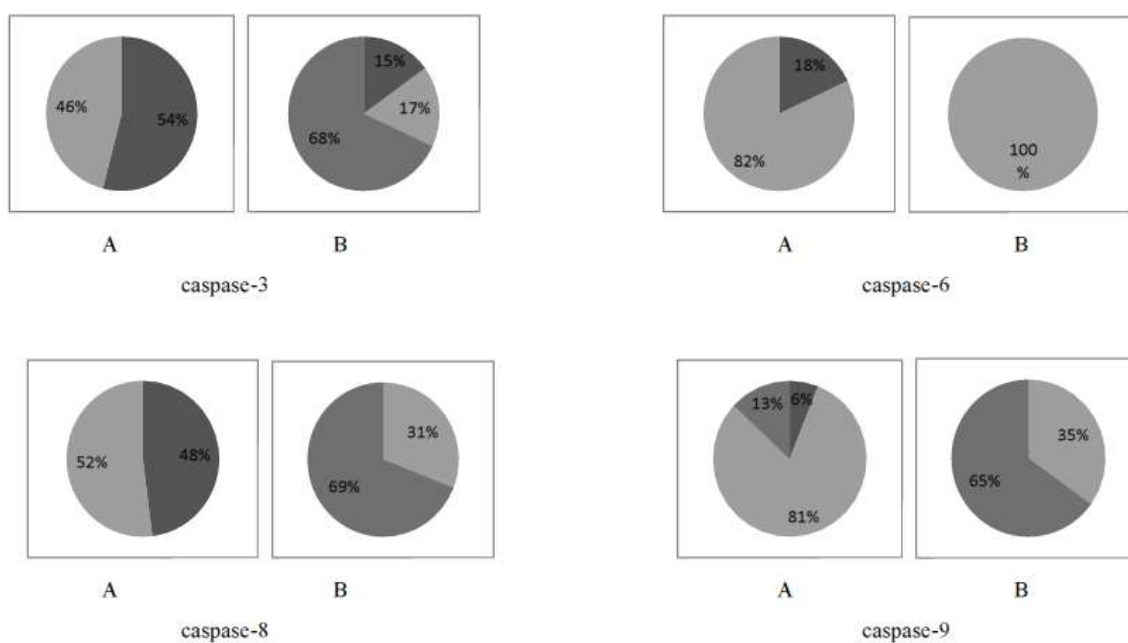 46%
54%
15%
17%
68%
A
B
caspase-3
18%
82%
100
%
A
B
caspase-6
52%
48%
31%
69%
A
B
caspase-8
13%
6%
81%
35%
65%
A
B
caspase-9